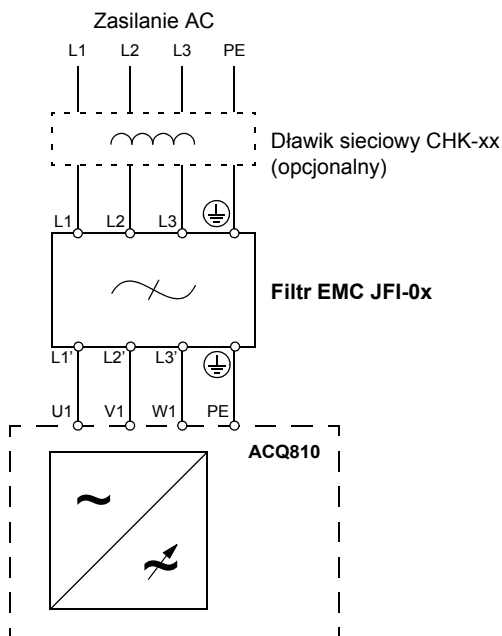 Zasilanie AC
L1 L2 L3 PE
Dławik sieciowy CHK-xx
(opcjonalny)
L1 L2 L3
Filtr EMC JFI-0x
L1' L2' L3'
U1 V1 W1 PE
ACQ810